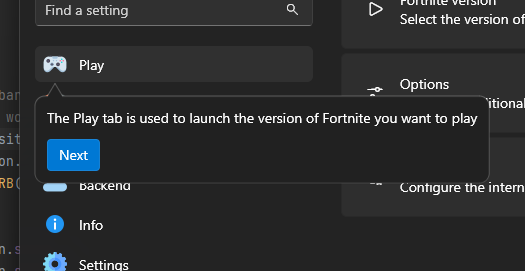 Find a setting
Fortnite version
Select the version of
Play
Options
The Play tab is used to launch the version of Fortnite you want to play
Next
Configure the intern
Backend
Info
Settings